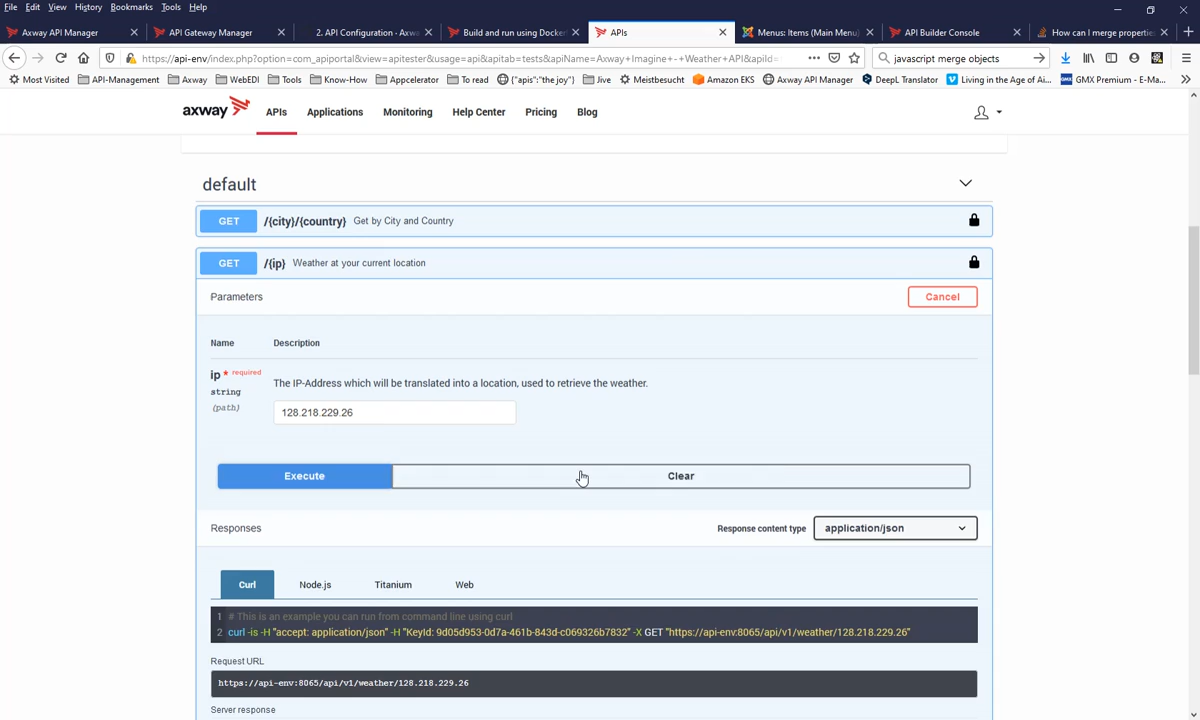 File Edit View History Bookmarks Tools Help
Axway API Manager
API Gateway Manager
2. API Configuration - Axw
Build and run using Docker
APIs
Menus: Items (Main Menu)
API Builder Console
How can I merge properties
https://api-env/index.php?option=com_apiportal&view=apitester&usage=api&apitab=tests&apiName=Axway+Imagine+-+Weather+API&apiId=
javascript merge objects
Most Visited API-Management Axway WebEDI Tools Know-How Appcelerator To read {"apis":"the joy"} Jive Meistbesucht Amazon EKS Axway API Manager DeepL Translator Living in the Age of Ai... GMX Premium - E-Ma...
axway APIs Applications Monitoring Help Center Pricing Blog
default
GET /{city}/{country} Get by City and Country
GET /{ip} Weather at your current location
Parameters Cancel
Name Description
ip * required
string
(path)
The IP-Address which will be translated into a location, used to retrieve the weather.
128.218.229.26
Execute Clear
Responses Response content type application/json
Curl Node.js Titanium Web
1 # This is an example you can run from command line using curl
2 curl -is -H "accept: application/json" -H "KeyId: 9d05d953-0d7a-461b-843d-c069326b7832" -X GET "https://api-env:8065/api/v1/weather/128.218.229.26"
Request URL
https://api-env:8065/api/v1/weather/128.218.229.26
Server response